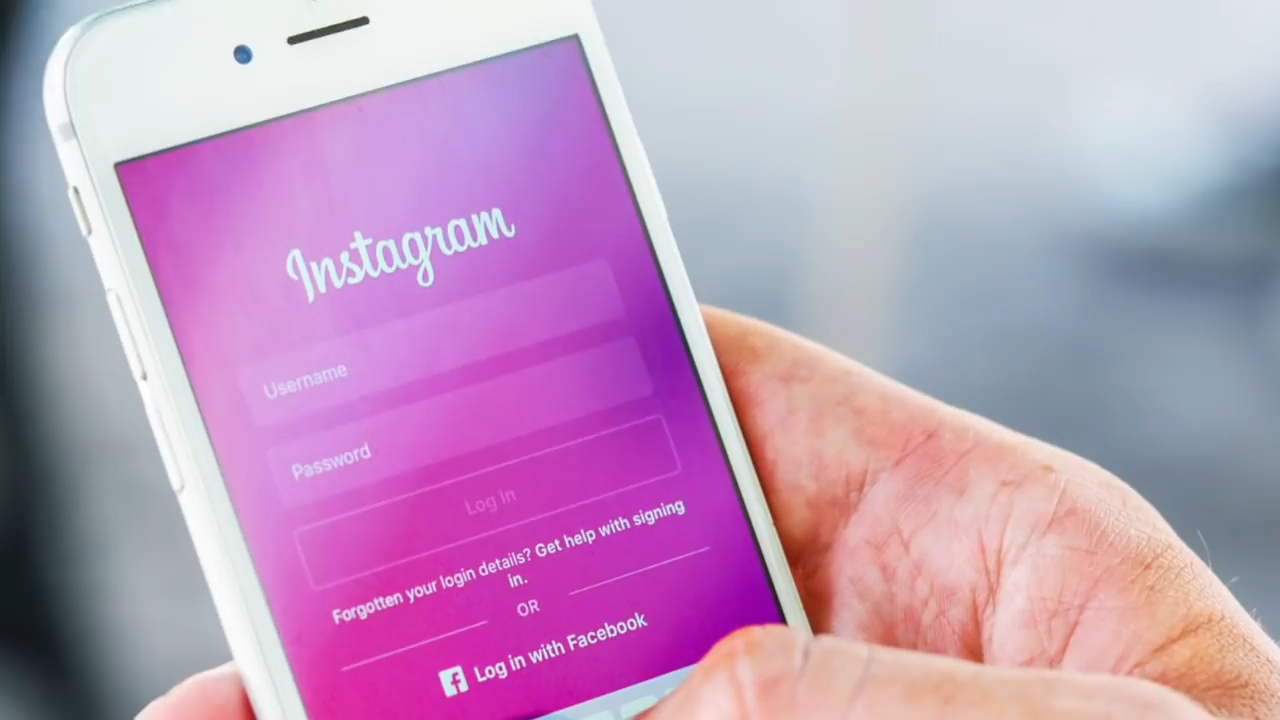 Instagram
Username
Password
Log In
Forgotten your login details? Get help with signing
in.
OR
Log in with Facebook